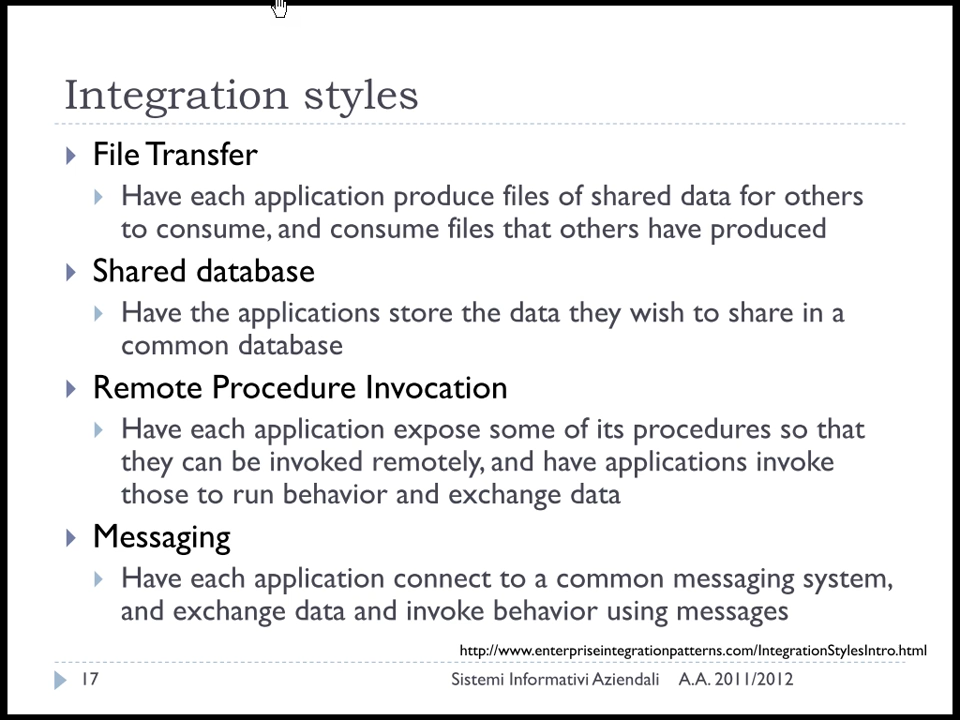 Integration styles
File Transfer
Have each application produce files of shared data for others
to consume, and consume files that others have produced
Shared database
Have the applications store the data they wish to share in a
common database
Remote Procedure Invocation
Have each application expose some of its procedures so that
they can be invoked remotely, and have applications invoke
those to run behavior and exchange data
Messaging
Have each application connect to a common messaging system,
and exchange data and invoke behavior using messages
http://www.enterpriseintegrationpatterns.com/IntegrationStylesIntro.html
17 Sistemi Informativi Aziendali A.A. 2011/2012